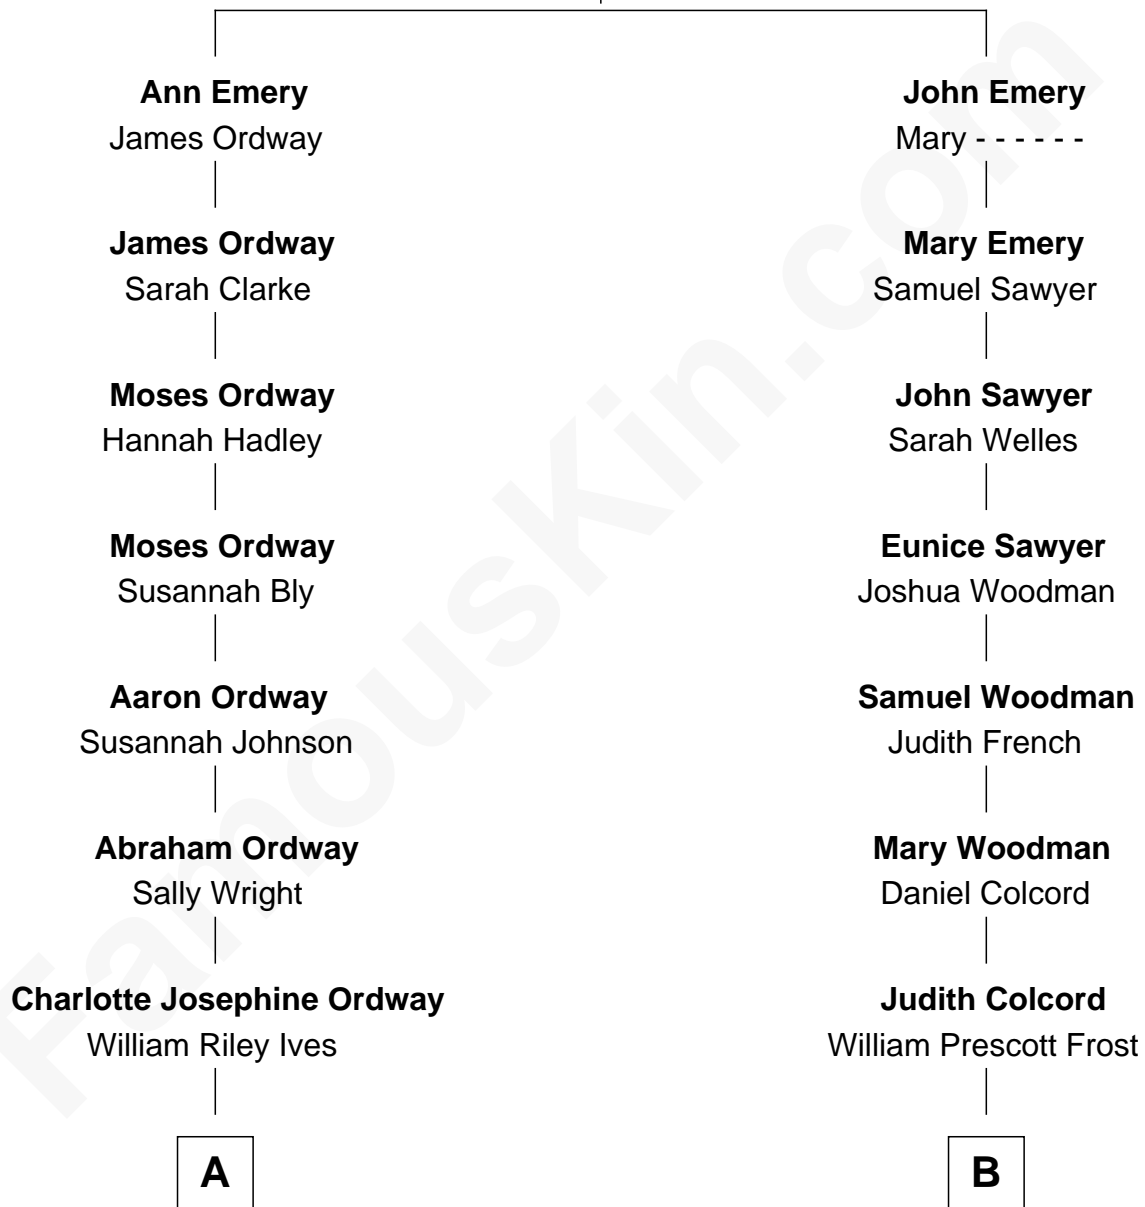 Ann Emery
James Ordway
James Ordway
Sarah Clarke
Moses Ordway
Hannah Hadley
Moses Ordway
Susannah Bly
Aaron Ordway
Susannah Johnson
Abraham Ordway
Sally Wright
Charlotte Josephine Ordway
William Riley Ives
A
John Emery
Mary - - - - - -
Mary Emery
Samuel Sawyer
John Sawyer
Sarah Welles
Eunice Sawyer
Joshua Woodman
Samuel Woodman
Judith French
Mary Woodman
Daniel Colcord
Judith Colcord
William Prescott Frost
B
FamousKin.com